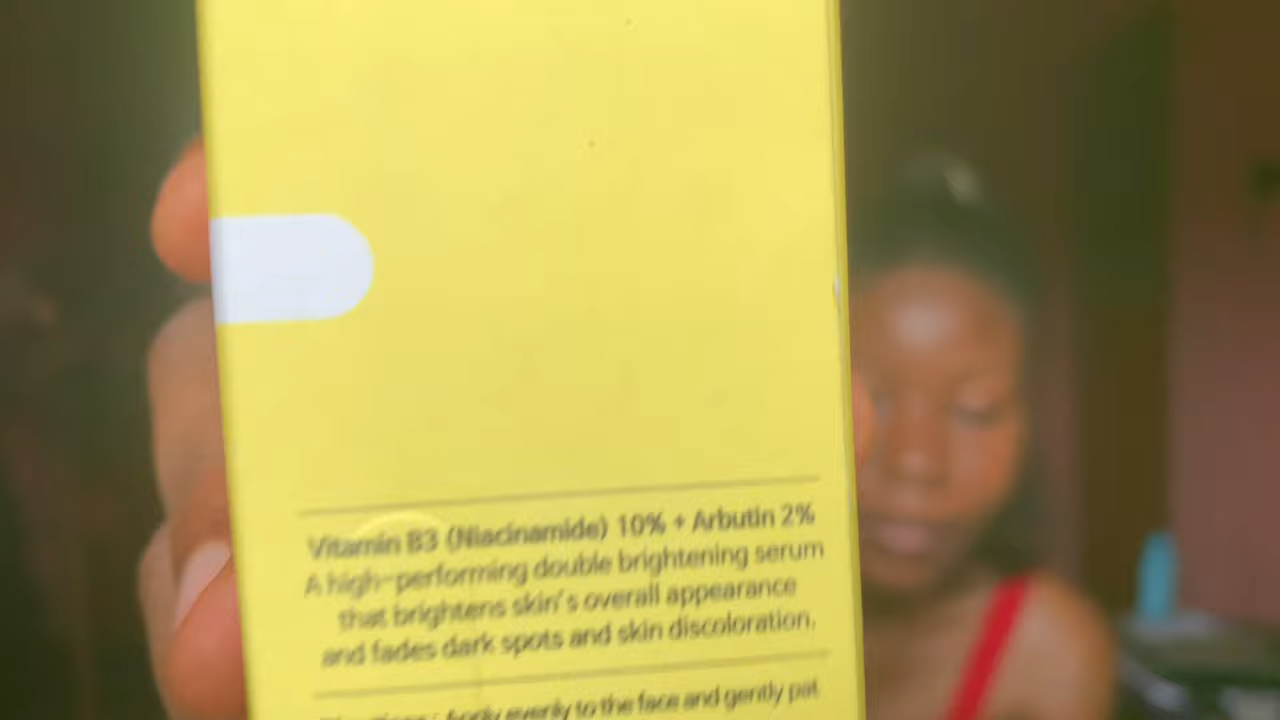 Vitamin B3 (Niacinamide) 10% + Arbutin 2%
A high-performing double brightening serum
that brightens skin's overall appearance
and fades dark spots and skin discoloration.
Apply evenly to the face and gently pat